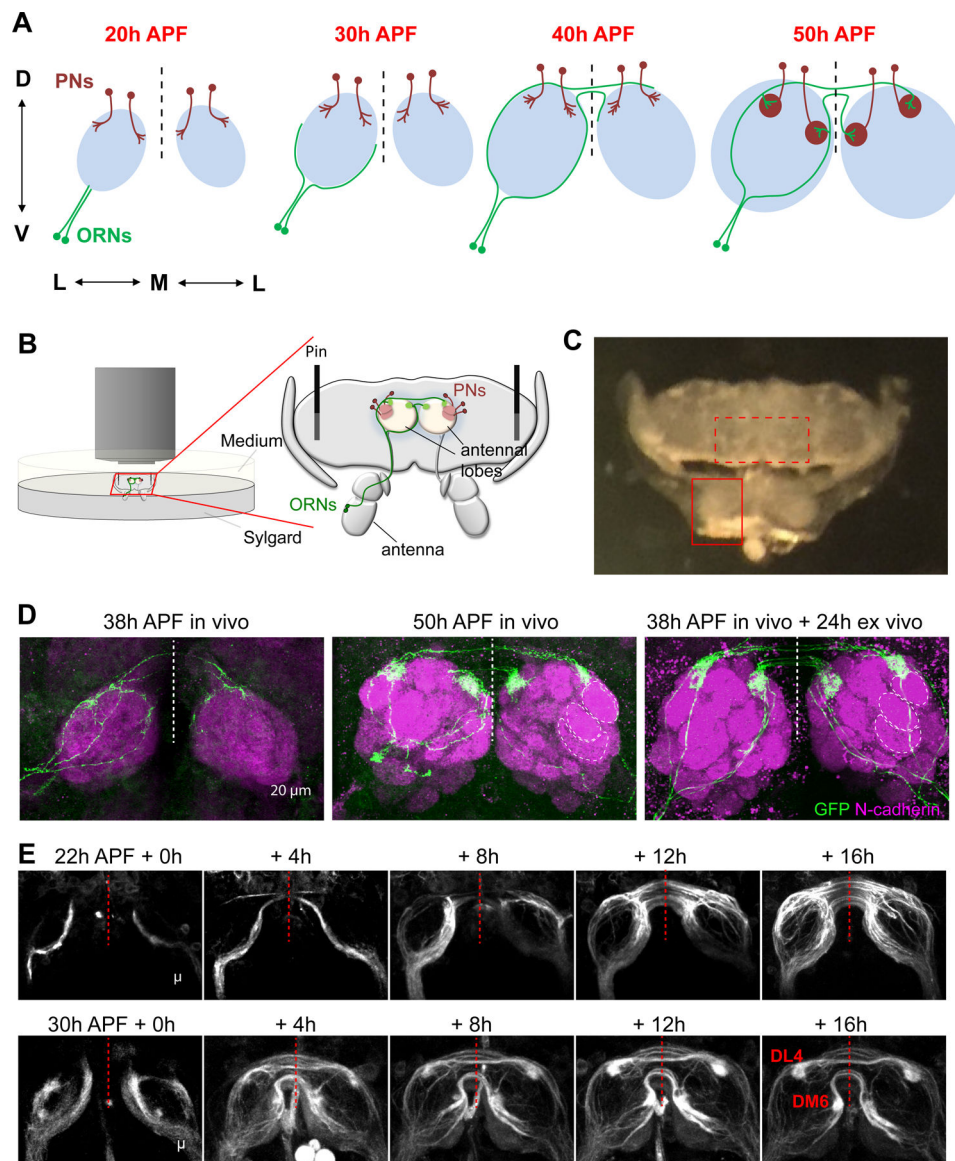 A
20h APF 30h APF 40h APF 50h APF
D
PNs
V
ORNs
L M L
B
Pin
PNs
Medium
antennal
lobes
ORNs
Sylgard
antenna
C
D
38h APF in vivo 50h APF in vivo 38h APF in vivo + 24h ex vivo
20 µm
GFP N-cadherin
E
22h APF + 0h + 4h + 8h + 12h + 16h
µ
30h APF + 0h + 4h + 8h + 12h + 16h
DL4
DM6
µ